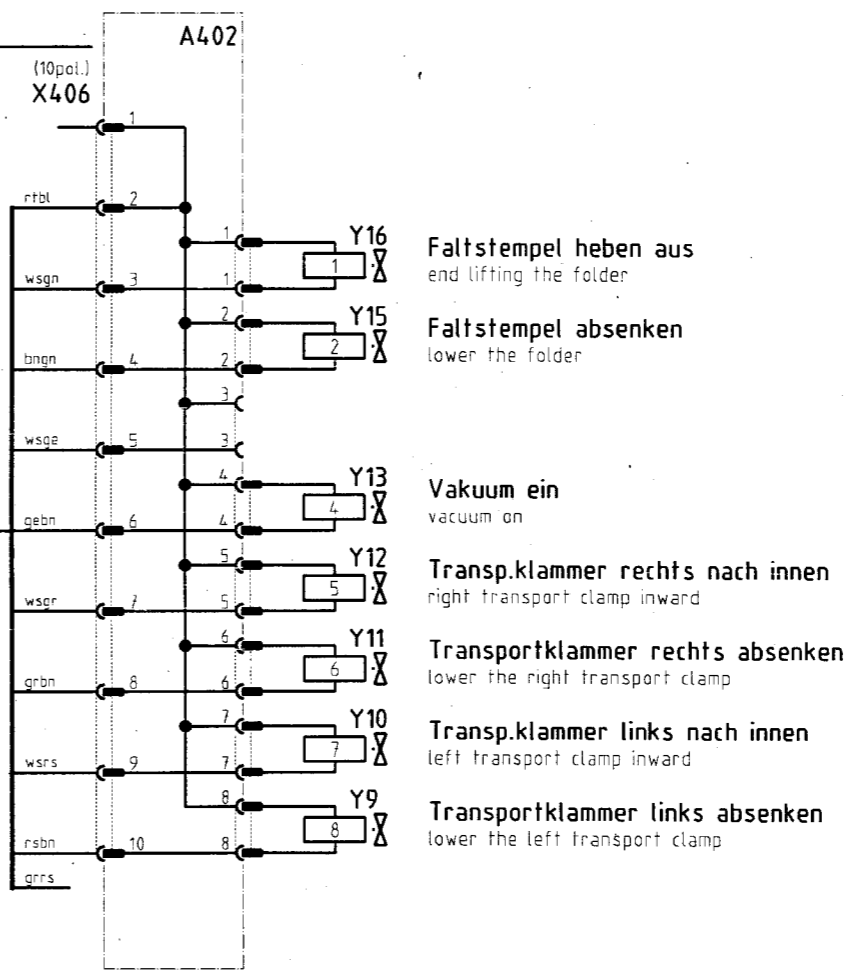 A402
(10pol.)
X406
1
rtbl 2
1 Y16 Faltstempel heben aus
1 end lifting the folder
wsgn 3 1
2 Y15 Faltstempel absenken
2 lower the folder
bngn 4 2
3
wsge 5 3
4 Y13 Vakuum ein
4 vacuum on
gebn 6 4
5 Y12 Transp.klammer rechts nach innen
5 right transport clamp inward
wsgr 7 5
6 Y11 Transportklammer rechts absenken
6 lower the right transport clamp
grbn 8 6
7 Y10 Transp.klammer links nach innen
7 left transport clamp inward
wsrs 9 7
8 Y9 Transportklammer links absenken
8 lower the left transport clamp
rsbn 10 8
grrs